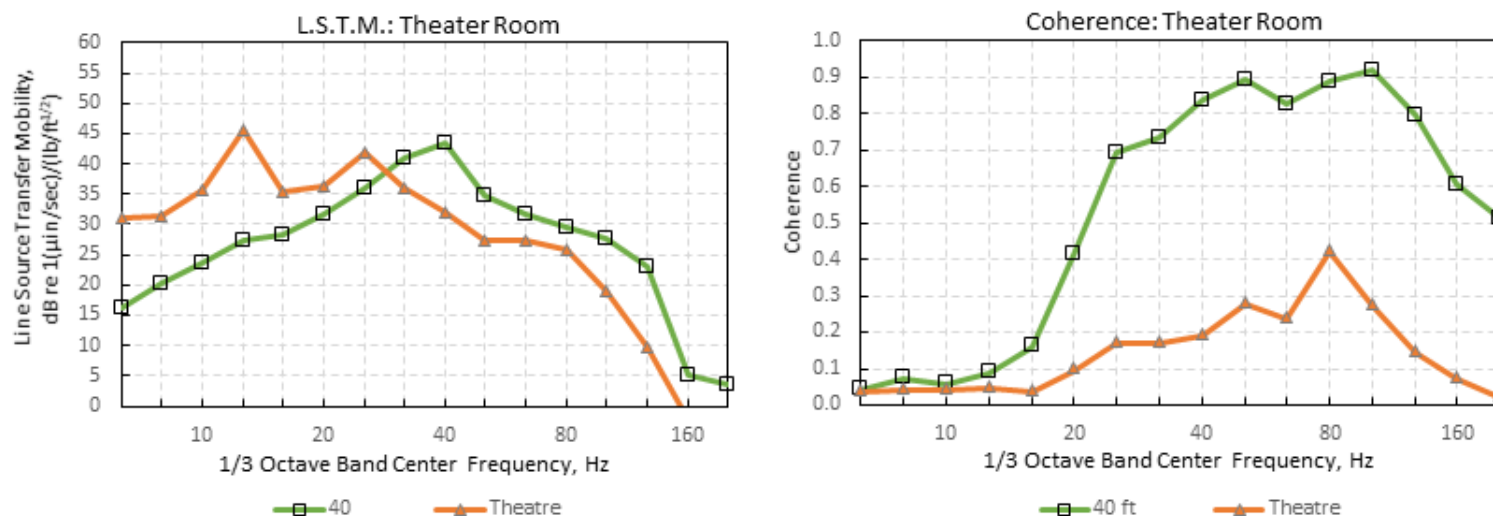 L.S.T.M.: Theater Room
60
55
50
45
40
35
30
25
20
15
10
5
0
Line Source Transfer Mobility,
dB re 1(µin/sec)/(lb/ft¹/²)
10 20 40 80 160
1/3 Octave Band Center Frequency, Hz
40 Theatre
Coherence: Theater Room
1.0
0.9
0.8
0.7
0.6
0.5
0.4
0.3
0.2
0.1
0.0
Coherence
10 20 40 80 160
1/3 Octave Band Center Frequency, Hz
40 ft Theatre